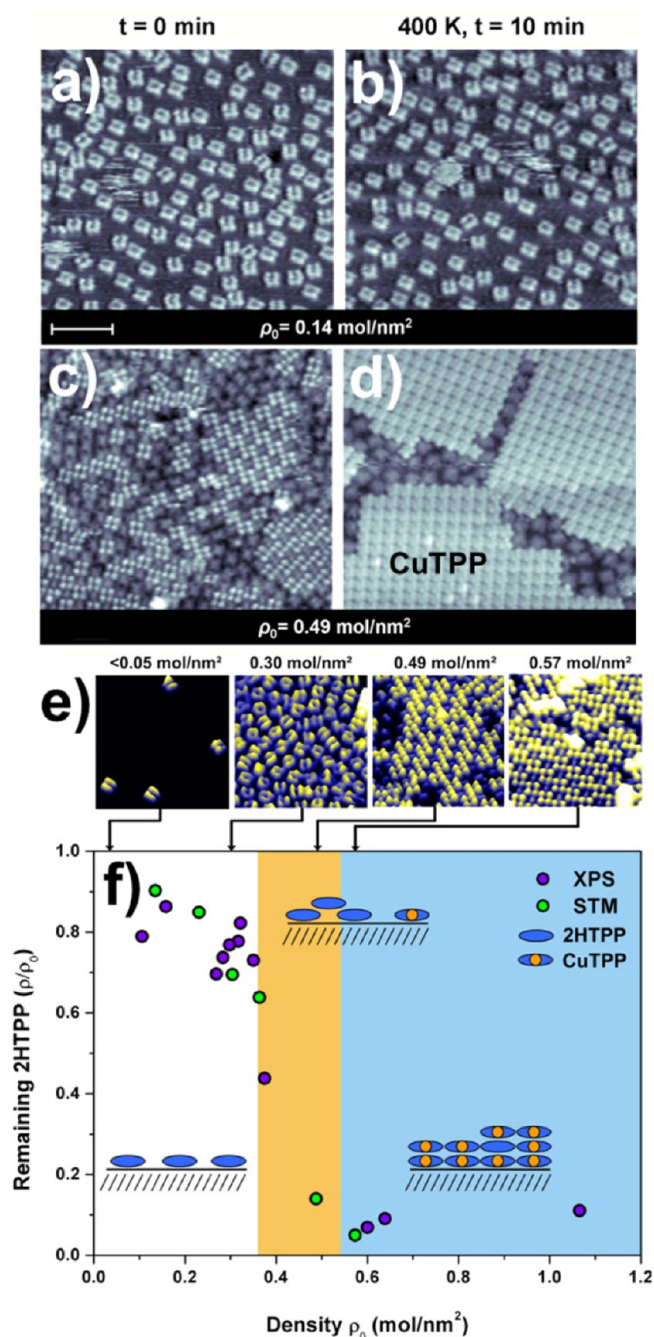 t = 0 min 400 K, t = 10 min
a) b)
ρ₀= 0.14 mol/nm²
c) d)
CuTPP
ρ₀ = 0.49 mol/nm²
<0.05 mol/nm² 0.30 mol/nm² 0.49 mol/nm² 0.57 mol/nm²
e)
1.0
f)
XPS
STM
2HTPP
CuTPP
0.8
0.6
0.4
0.2
0.0
Remaining 2HTPP (ρ/ρ₀)
0.0 0.2 0.4 0.6 0.8 1.0 1.2
Density ρ₀ (mol/nm²)